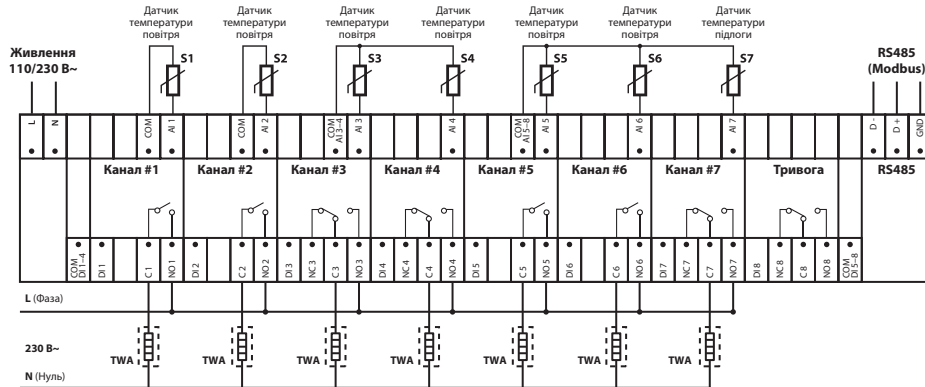 Датчик температури повітря
Датчик температури повітря
Датчик температури повітря
Датчик температури повітря
Датчик температури повітря
Датчик температури повітря
Датчик температури підлоги
Живлення 110/230 В~
S1
S2
S3
S4
S5
S6
S7
RS485 (Modbus)
L
N
COM
AI 1
COM
AI 2
COM AI 3–4
AI 3
AI 4
COM AI 5–8
AI 5
AI 6
AI 7
D -
D +
GND
Канал #1
Канал #2
Канал #3
Канал #4
Канал #5
Канал #6
Канал #7
Тривога
RS485
COM DI 1–4
DI 1
C 1
NO 1
DI 2
C 2
NO 2
DI 3
NC 3
C 3
NO 3
DI 4
NC 4
C 4
NO 4
DI 5
C 5
NO 5
DI 6
C 6
NO 6
DI 7
NC 7
C 7
NO 7
DI 8
NC 8
C 8
NO 8
COM DI 5–8
L (Фаза)
230 В~
TWA
TWA
TWA
TWA
TWA
TWA
TWA
N (Нуль)